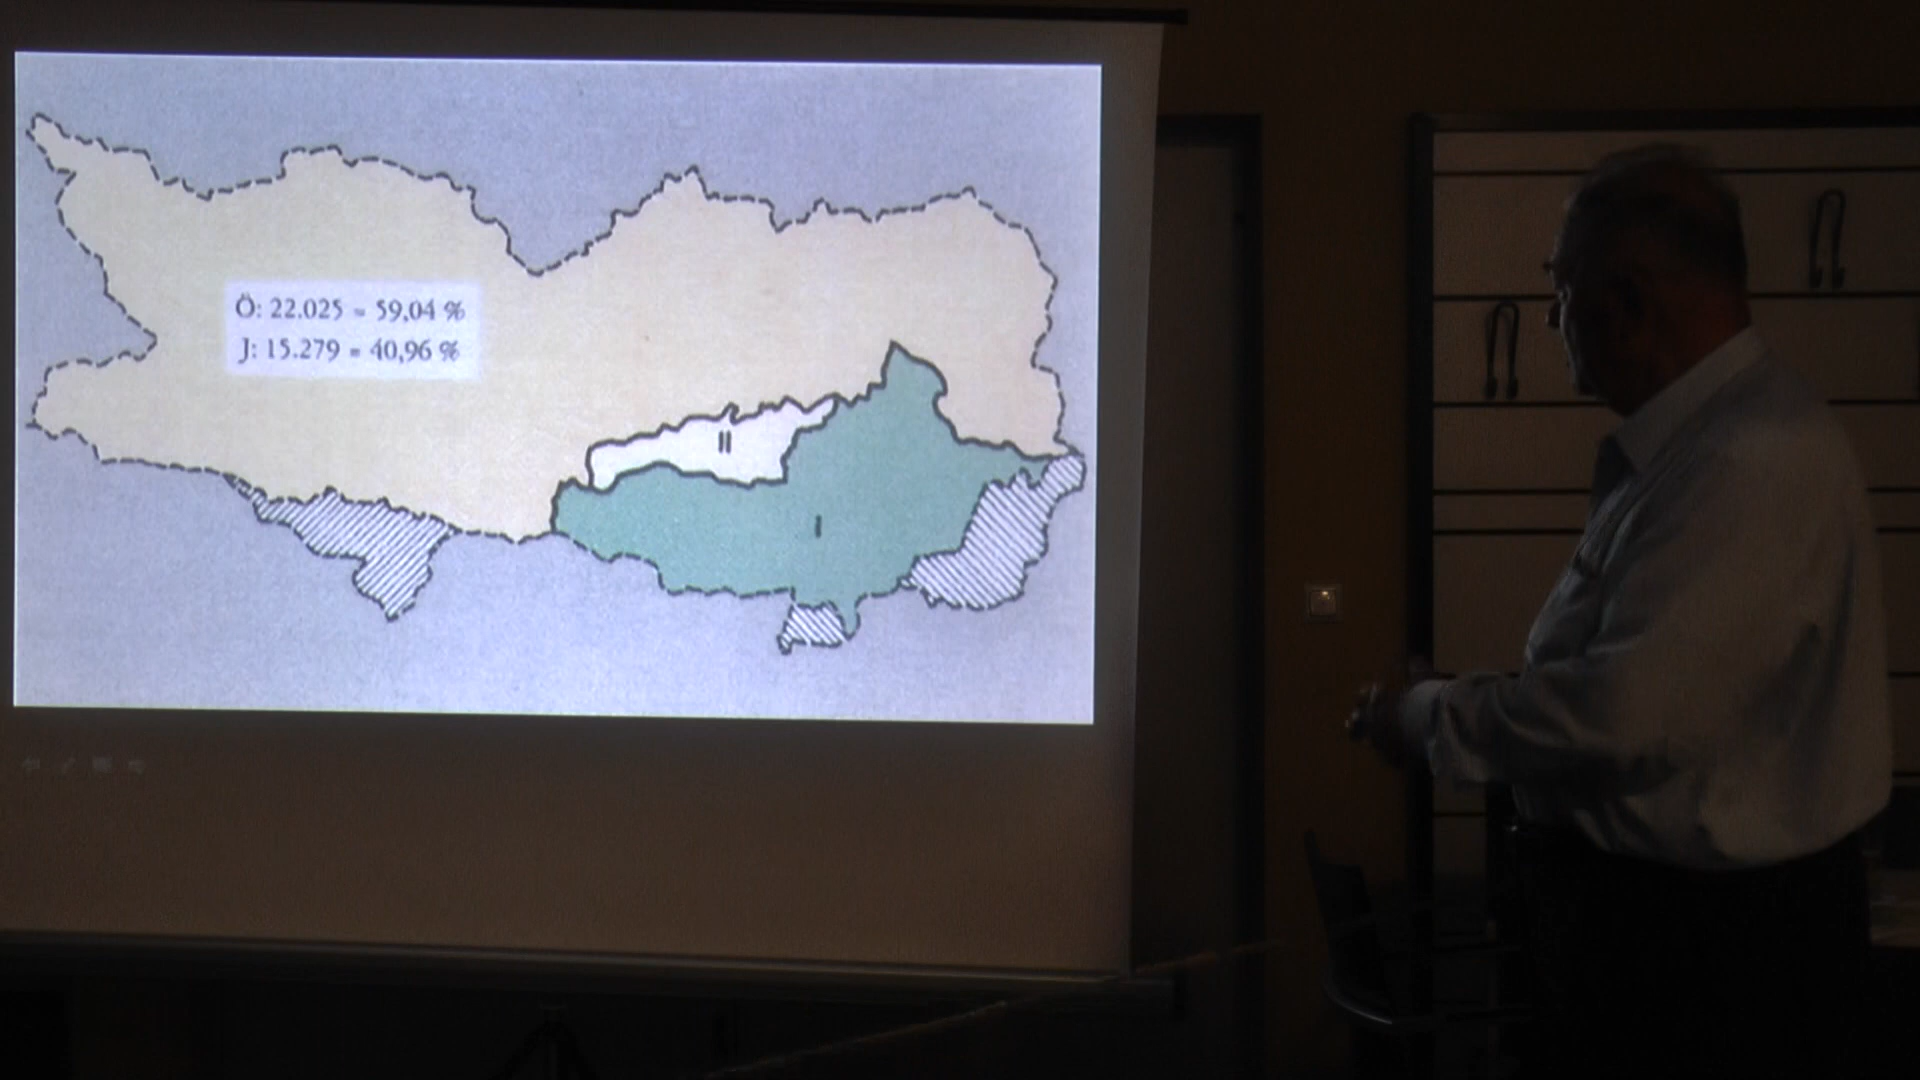 Ö: 22.025 = 59,04 %
J: 15.279 = 40,96 %
II
I